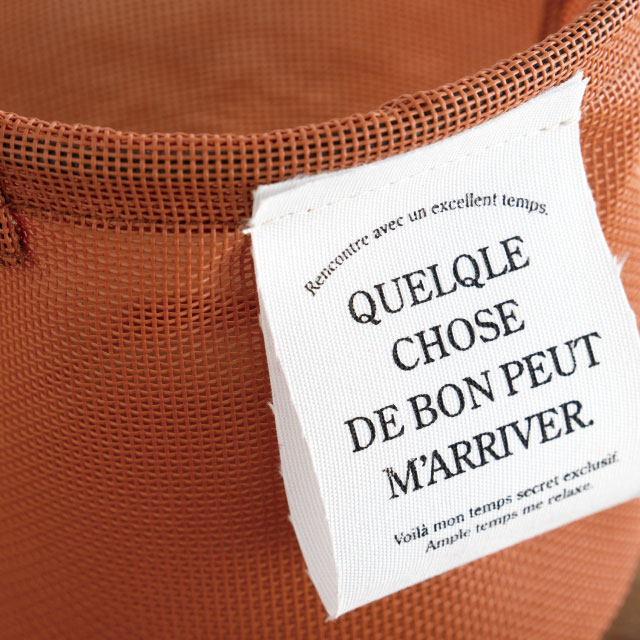 Rencontre avec un excellent temps.
QUELQLE
CHOSE
DE BON PEUT
M'ARRIVER.
Voilà mon temps secret exclusif.
Ample temps me relaxe.